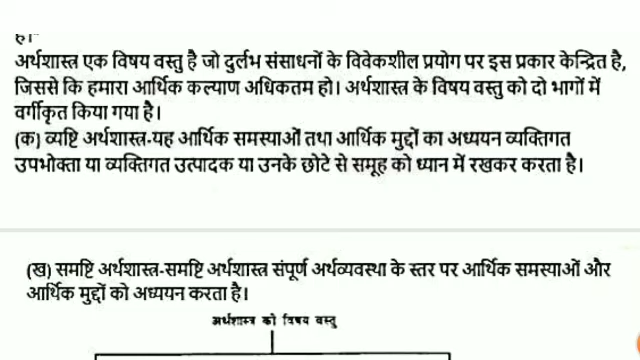 अर्थशास्त्र एक विषय वस्तु है जो दुर्लभ संसाधनों के विवेकशील प्रयोग पर इस प्रकार केन्द्रित है,
जिससे कि हमारा आर्थिक कल्याण अधिकतम हो। अर्थशास्त्र के विषय वस्तु को दो भागों में
वर्गीकृत किया गया है।
(क) व्यष्टि अर्थशास्त्र-यह आर्थिक समस्याओं तथा आर्थिक मुद्दों का अध्ययन व्यक्तिगत
उपभोक्ता या व्यक्तिगत उत्पादक या उनके छोटे से समूह को ध्यान में रखकर करता है।
(ख) समष्टि अर्थशास्त्र-समष्टि अर्थशास्त्र संपूर्ण अर्थव्यवस्था के स्तर पर आर्थिक समस्याओं और
आर्थिक मुद्दों को अध्ययन करता है।
अर्थशास्त्र की विषय वस्तु